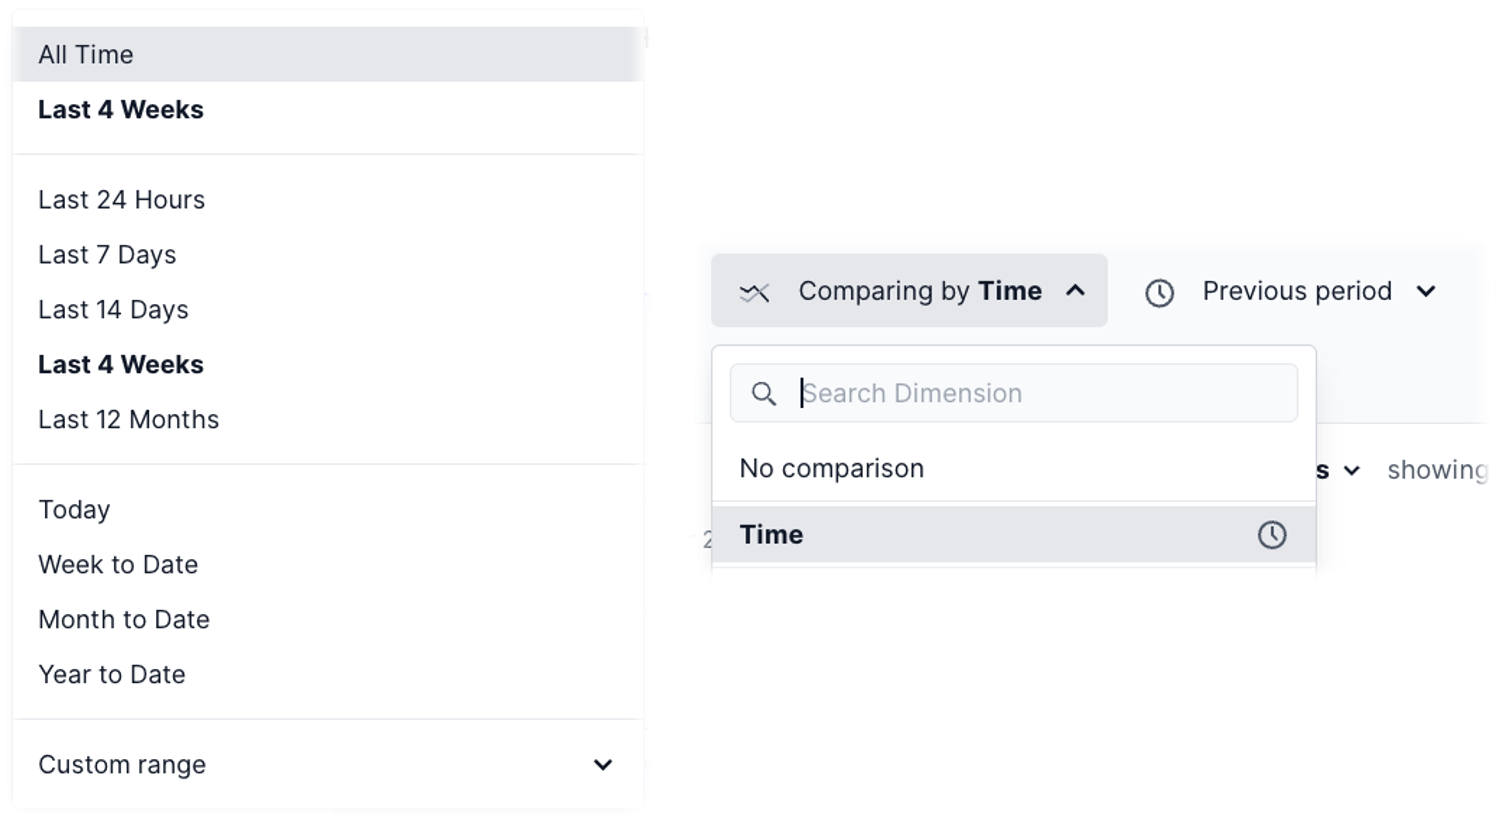 All Time
Last 4 Weeks
Last 24 Hours
Last 7 Days
Last 14 Days
Last 4 Weeks
Last 12 Months
Today
Week to Date
Month to Date
Year to Date
Custom range
Comparing by Time
Previous period
Search Dimension
No comparison
s showing
Time
2